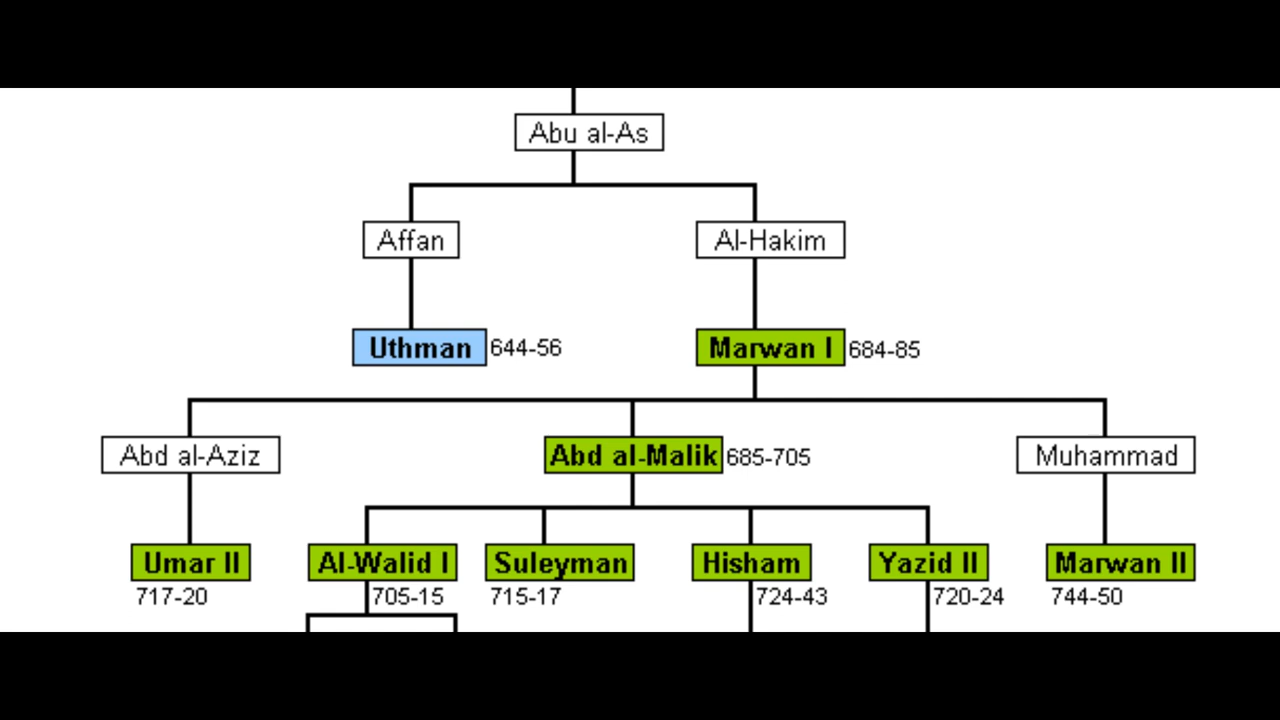 Abu al-As
Affan
Al-Hakim
Uthman 644-56
Marwan I 684-85
Abd al-Aziz
Abd al-Malik 685-705
Muhammad
Umar II
Al-Walid I
Suleyman
Hisham
Yazid II
Marwan II
717-20
705-15
715-17
724-43
720-24
744-50